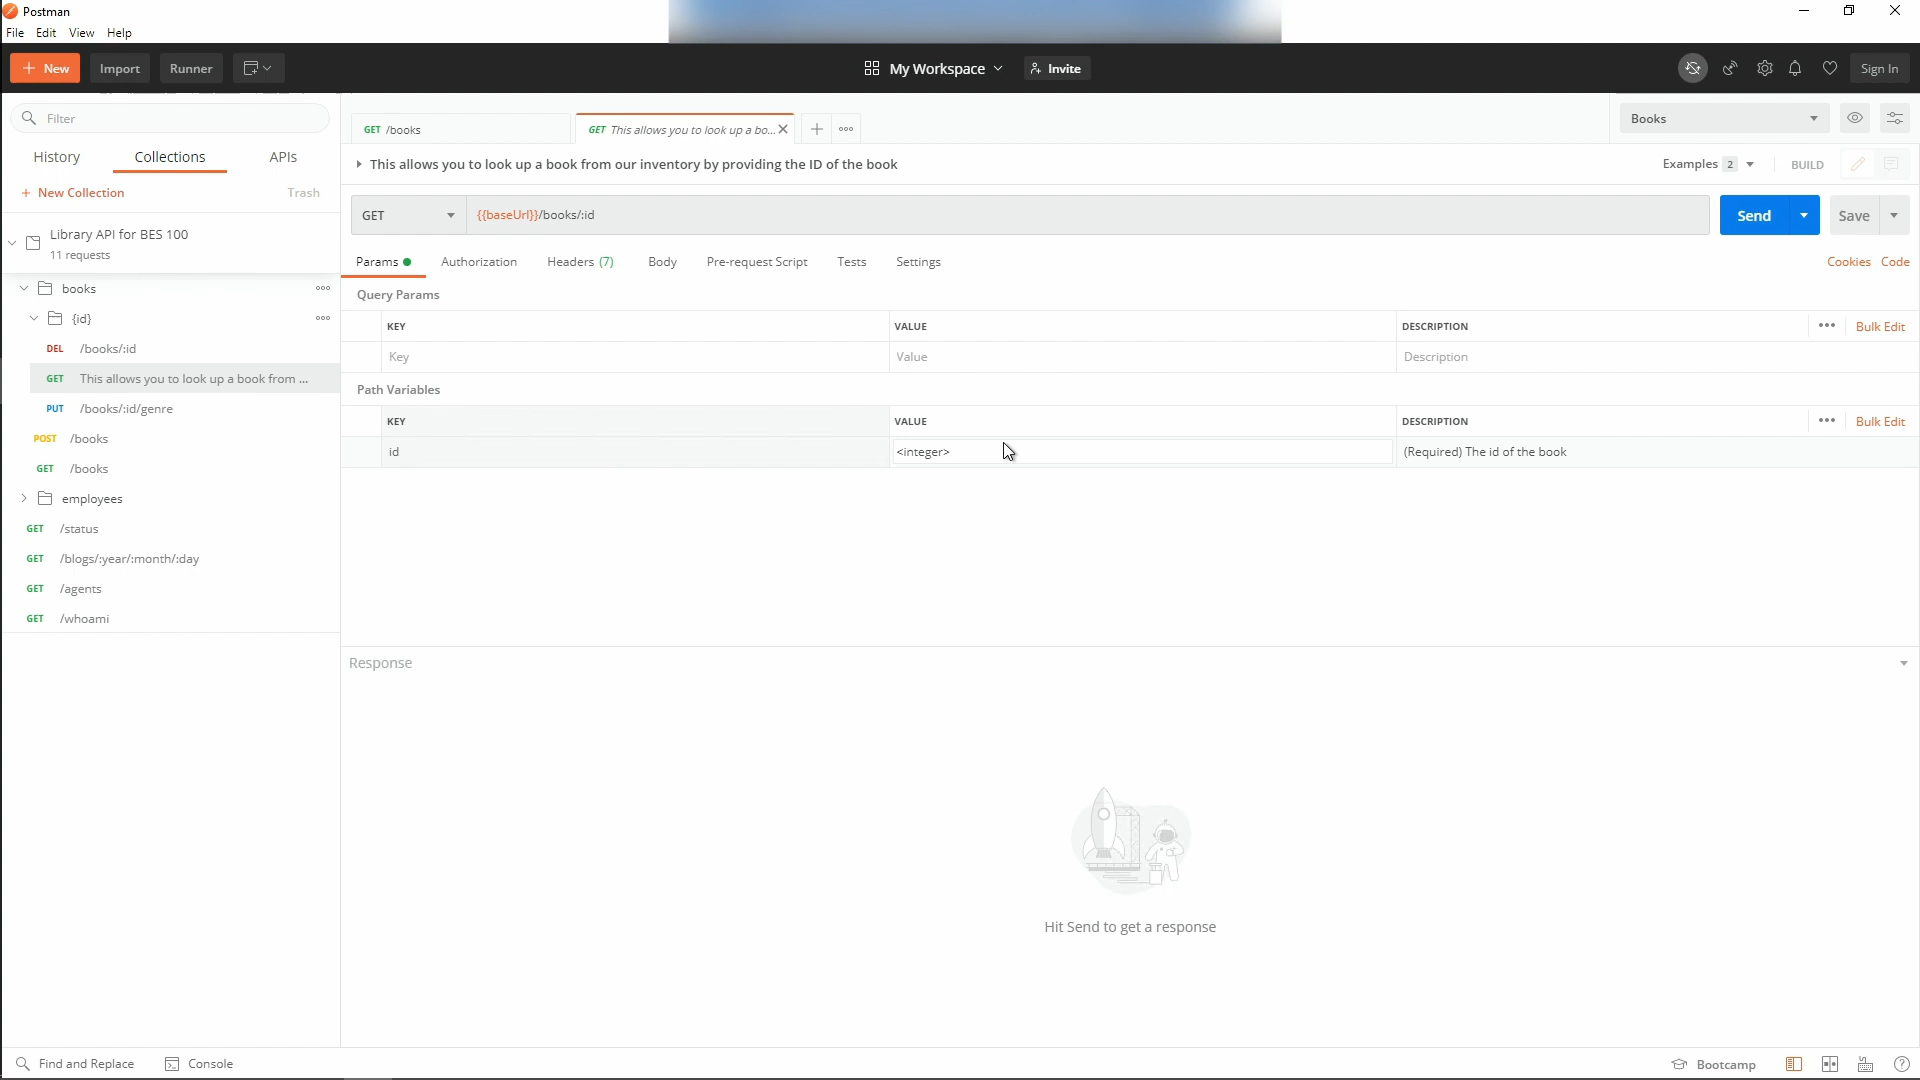 Postman
File Edit View Help
New Import Runner My Workspace Invite Sign In
Filter
History Collections APIs
+ New Collection Trash
Library API for BES 100
11 requests
books
{id}
DEL /books/:id
GET This allows you to look up a book from ...
PUT /books/:id/genre
POST /books
GET /books
employees
GET /status
GET /blogs/:year/:month/:day
GET /agents
GET /whoami
GET /books
GET This allows you to look up a bo...
Books
This allows you to look up a book from our inventory by providing the ID of the book
Examples 2 BUILD
GET {{baseUrl}}/books/:id Send Save
Params Authorization Headers (7) Body Pre-request Script Tests Settings Cookies Code
Query Params
KEY VALUE DESCRIPTION ••• Bulk Edit
Key Value Description
Path Variables
KEY VALUE DESCRIPTION ••• Bulk Edit
id <integer> (Required) The id of the book
Response
Hit Send to get a response
Find and Replace Console Bootcamp